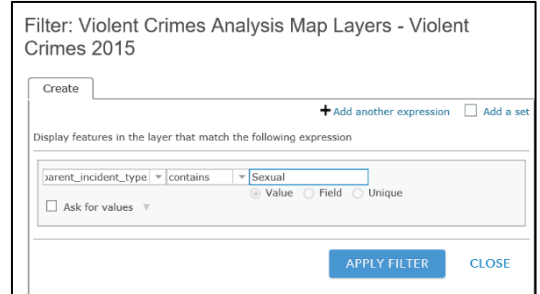 Filter: Violent Crimes Analysis Map Layers - Violent
Crimes 2015
Create
Add another expression Add a set
Display features in the layer that match the following expression
parent_incident_type contains Sexual
Value Field Unique
Ask for values
APPLY FILTER CLOSE